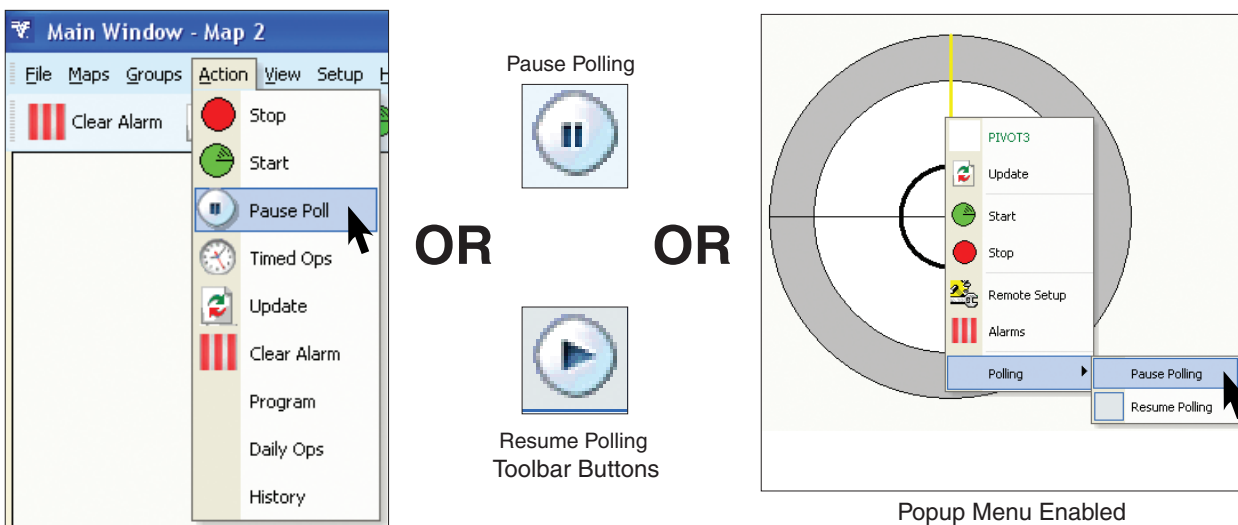 Main Window - Map 2
File Maps Groups Action View Setup H
Clear Alarm
Stop
Start
Pause Poll
Timed Ops
Update
Clear Alarm
Program
Daily Ops
History
OR
Pause Polling
Resume Polling
Toolbar Buttons
OR
PIVOT3
Update
Start
Stop
Remote Setup
Alarms
Polling
Pause Polling
Resume Polling
Popup Menu Enabled